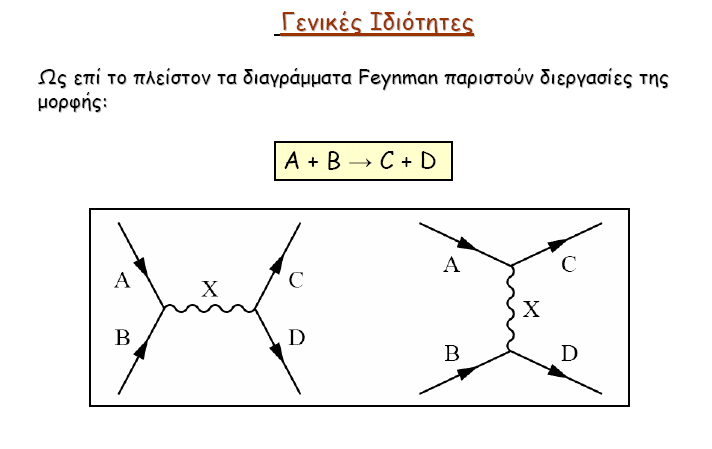 Γενικές Ιδιότητες
Ως επί το πλείστον τα διαγράμματα Feynman παριστούν διεργασίες της
μορφής:
A + B → C + D
A
X
C
B
D
A
C
X
B
D